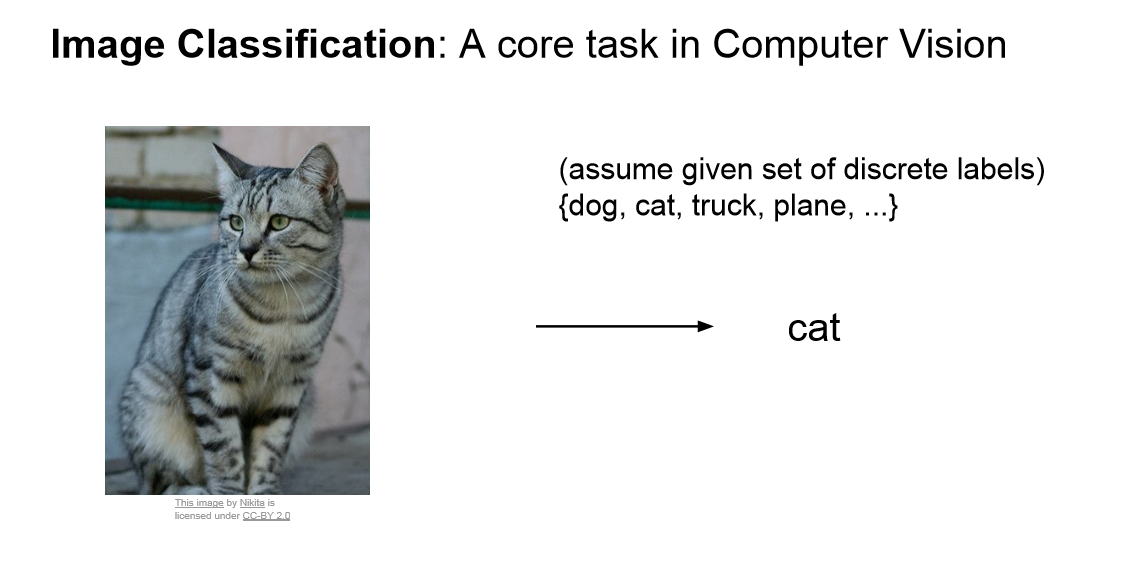 Image Classification: A core task in Computer Vision
(assume given set of discrete labels)
{dog, cat, truck, plane, ...}
cat
This image by Nikita is
licensed under CC-BY 2.0